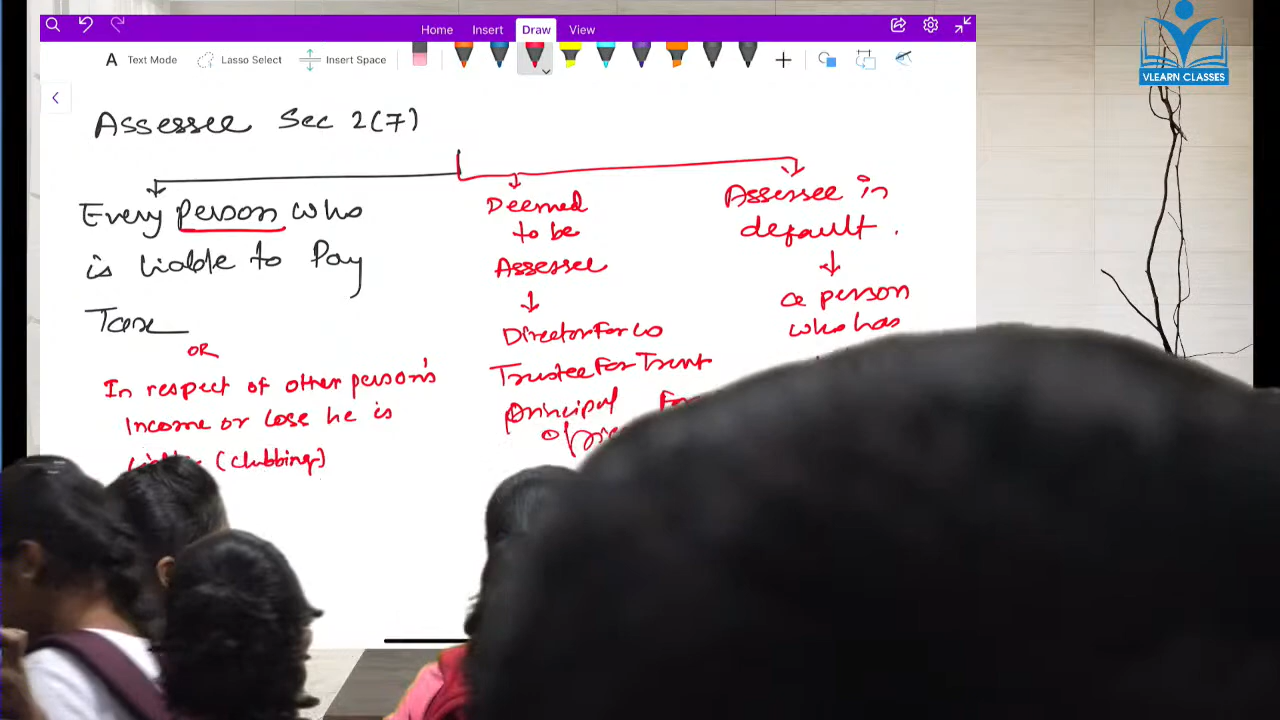 Home Insert Draw View
VLEARN CLASSES
A Text Mode Lasso Select Insert Space
Assessee Sec 2(7)
Every person who
is liable to Pay
Tax
OR
In respect of other person's
Income or Lose he is
(clubbing)
Deemed
to be
Assessee
Director For Co
Trustee For Trust
principal For
Assessee in
default.
a person
who has